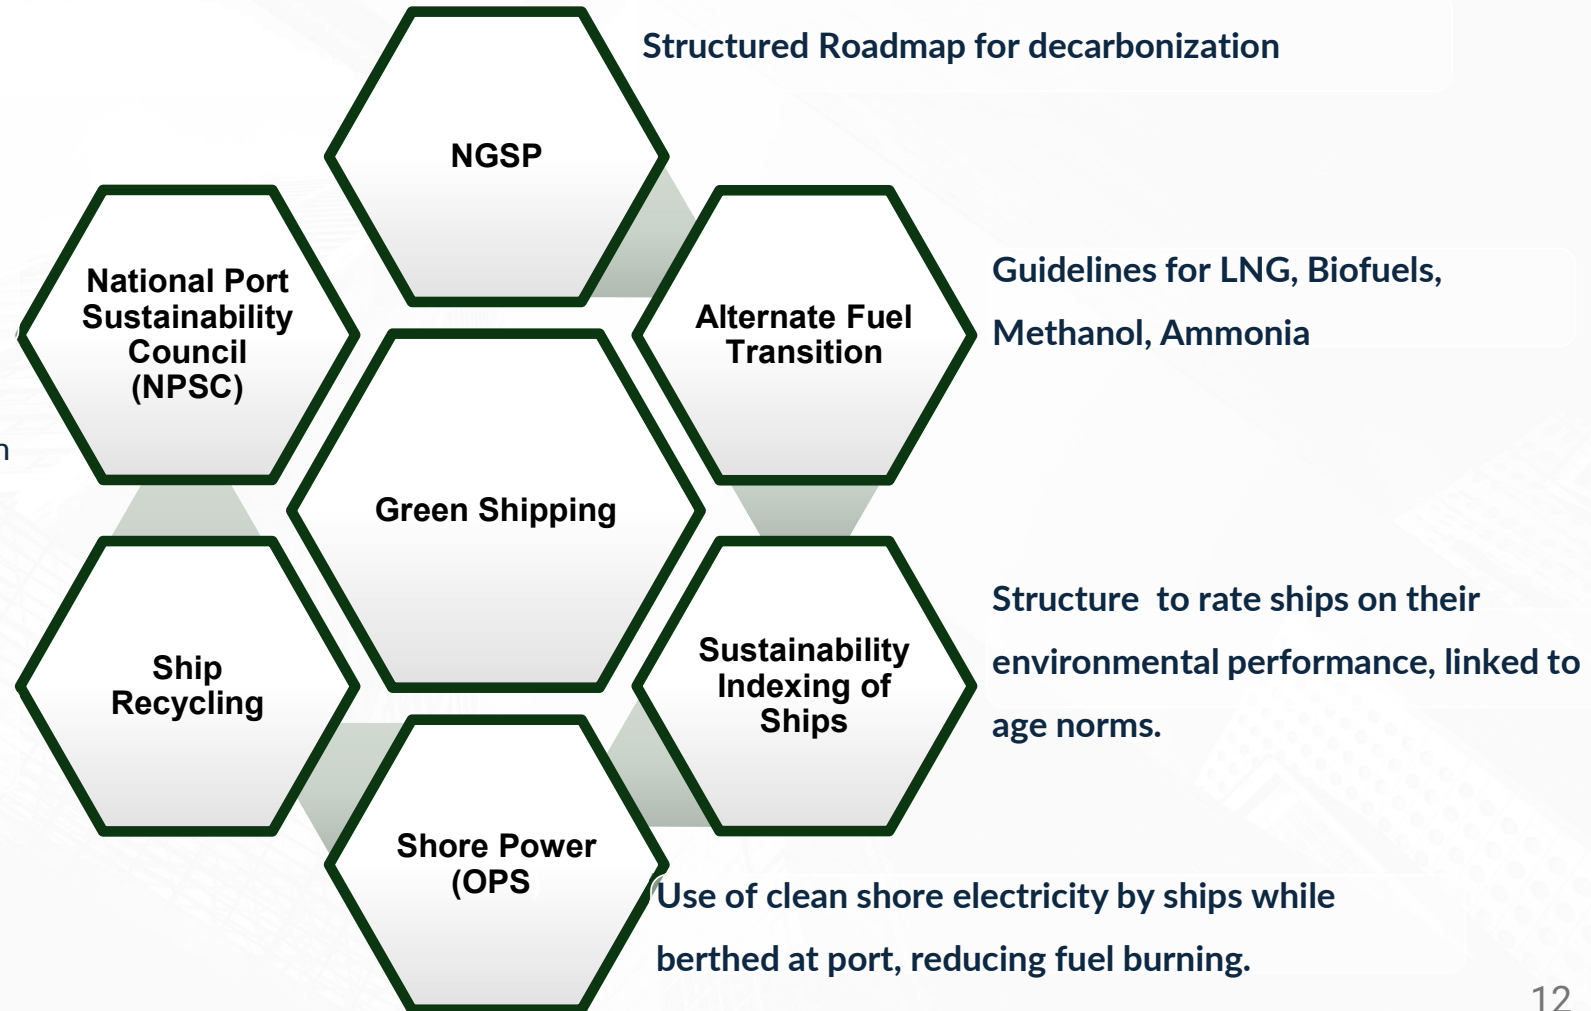 Structured Roadmap for decarbonization
NGSP
National Port
Sustainability
Council
(NPSC)
Alternate Fuel
Transition
Guidelines for LNG, Biofuels,
Methanol, Ammonia
Green Shipping
Ship
Recycling
Sustainability
Indexing of
Ships
Structure to rate ships on their
environmental performance, linked to
age norms.
Shore Power
(OPS
Use of clean shore electricity by ships while
berthed at port, reducing fuel burning.
12